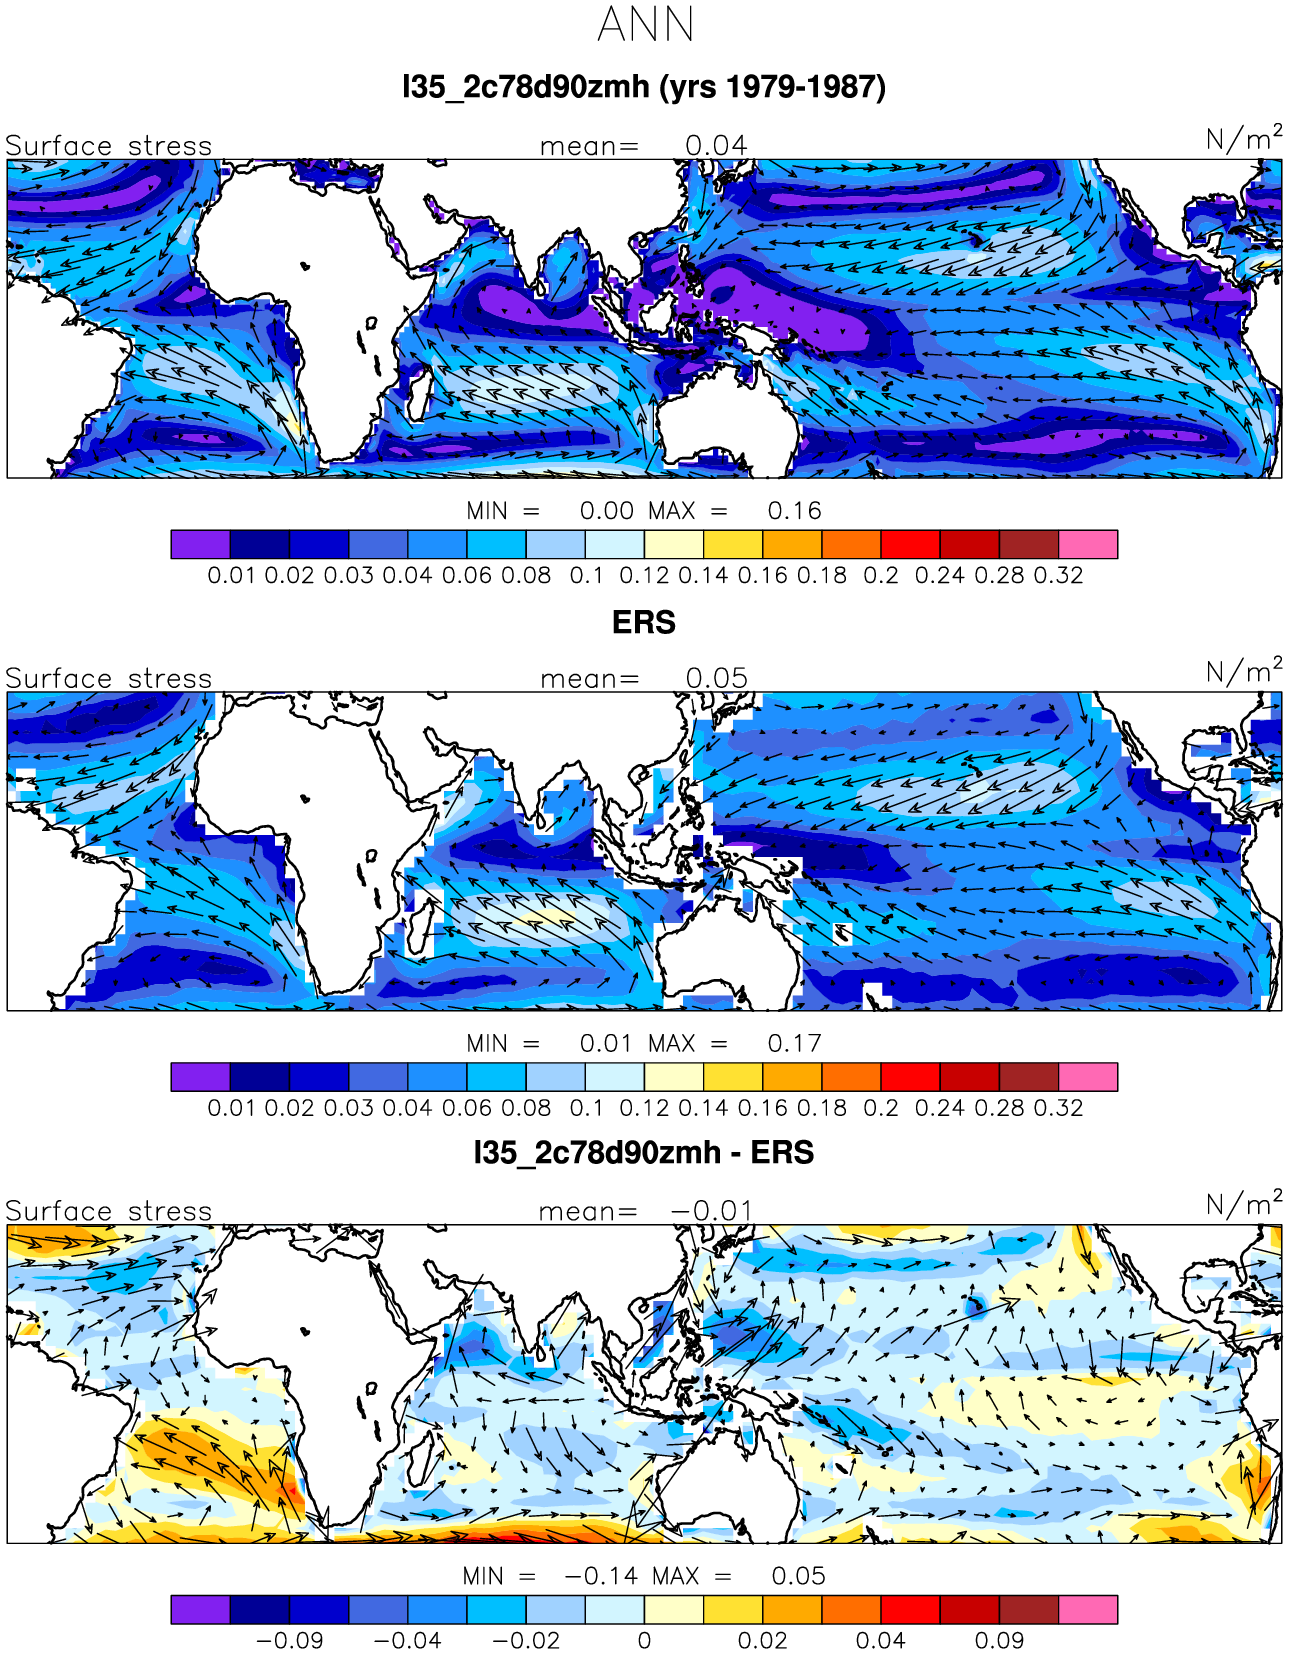 ANN
l35_2c78d90zmh (yrs 1979-1987)
Surface stress mean= 0.04 N/m²
MIN = 0.00 MAX = 0.16
0.01 0.02 0.03 0.04 0.06 0.08 0.1 0.12 0.14 0.16 0.18 0.2 0.24 0.28 0.32
ERS
Surface stress mean= 0.05 N/m²
MIN = 0.01 MAX = 0.17
0.01 0.02 0.03 0.04 0.06 0.08 0.1 0.12 0.14 0.16 0.18 0.2 0.24 0.28 0.32
l35_2c78d90zmh - ERS
Surface stress mean= −0.01 N/m²
MIN = −0.14 MAX = 0.05
−0.09 −0.04 −0.02 0 0.02 0.04 0.09